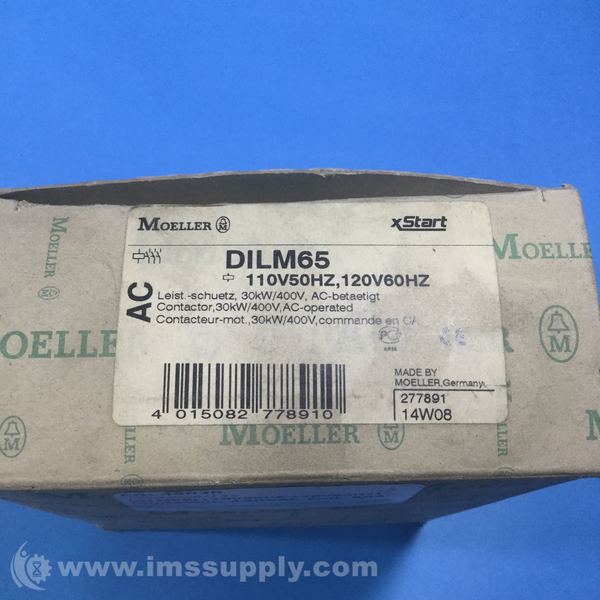 MOELLER
xStart
DILM65
110V50HZ,120V60HZ
AC
Leist.-schuetz, 30kW/400V, AC-betaetigt
Contactor,30kW/400V,AC-operated
Contacteur-mot.,30kW/400V,commande en CA
CE
MADE BY
MOELLER,Germany
277891
14W08
4 015082 778910
MOELLER
MOELLER
OELLER
MOELLER
www.imssupply.com